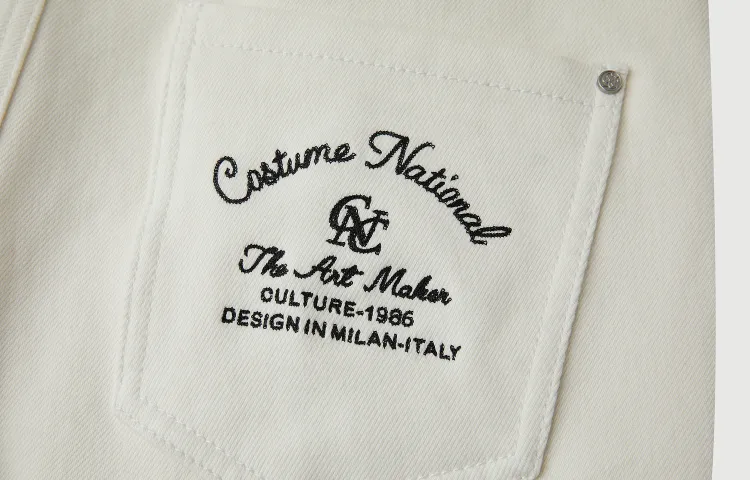 Costume National
CNC
The Art Maker
CULTURE-1986
DESIGN IN MILAN-ITALY